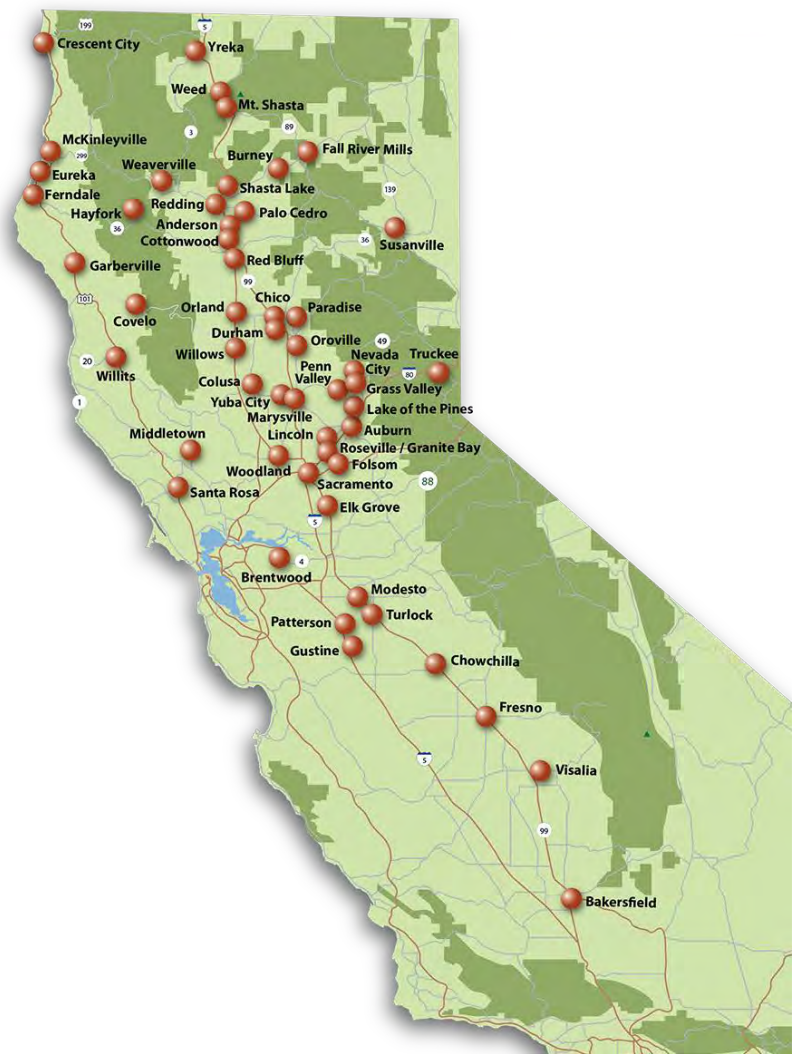 199
5
Crescent City
Yreka
Weed
Mt. Shasta
3
89
McKinleyville
299
Fall River Mills
Burney
Weaverville
Eureka
Shasta Lake
139
Ferndale
Redding
Hayfork
Palo Cedro
Anderson
36
Cottonwood
36
Susanville
Red Bluff
Garberville
99
101
Chico
Orland
Paradise
Covelo
Durham
Oroville
49
Willows
Nevada
City
Truckee
20
Penn
Valley
80
Willits
Colusa
Grass Valley
1
Yuba City
Marysville
Lake of the Pines
Middletown
Lincoln
Auburn
Roseville / Granite Bay
Woodland
Folsom
88
Santa Rosa
Sacramento
Elk Grove
5
4
Brentwood
Modesto
Patterson
Turlock
Gustine
Chowchilla
Fresno
5
Visalia
99
Bakersfield